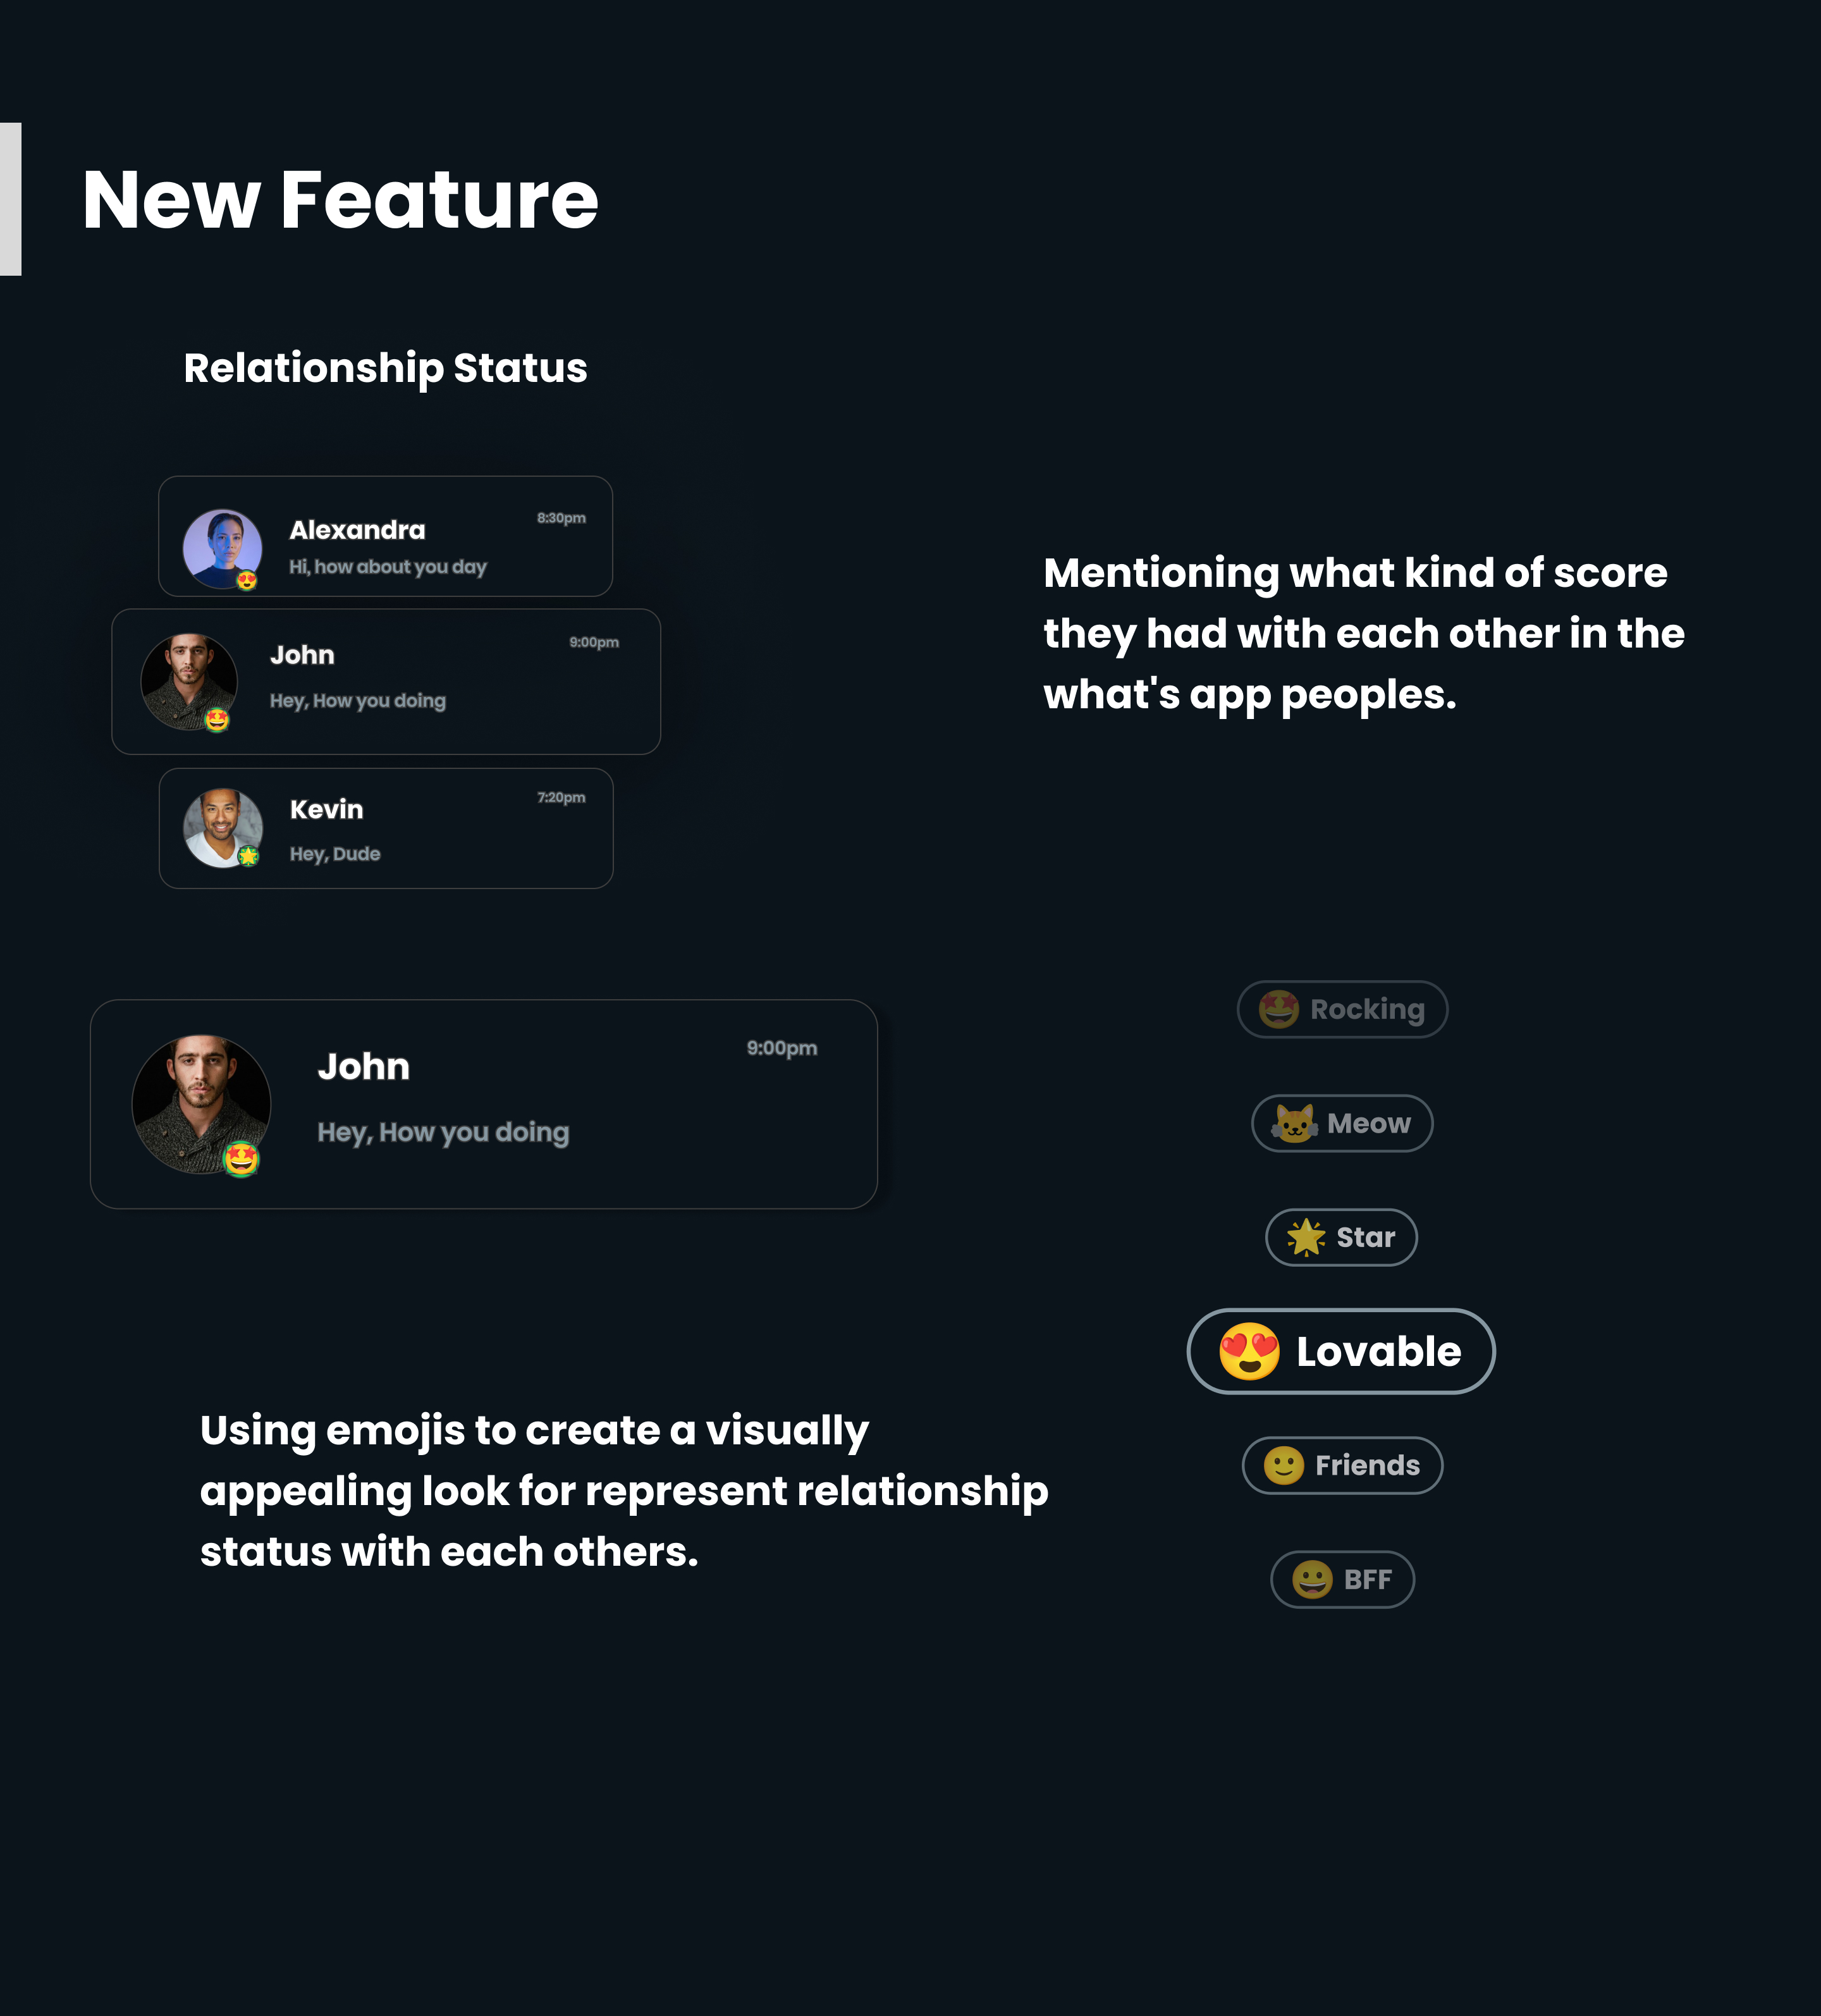 New Feature
Relationship Status
Alexandra
8:30pm
Hi, how about you day
John
9:00pm
Hey, How you doing
Kevin
7:20pm
Hey, Dude
Mentioning what kind of score
they had with each other in the
what's app peoples.
John
9:00pm
Hey, How you doing
Rocking
Meow
Star
Lovable
Friends
BFF
Using emojis to create a visually
appealing look for represent relationship
status with each others.